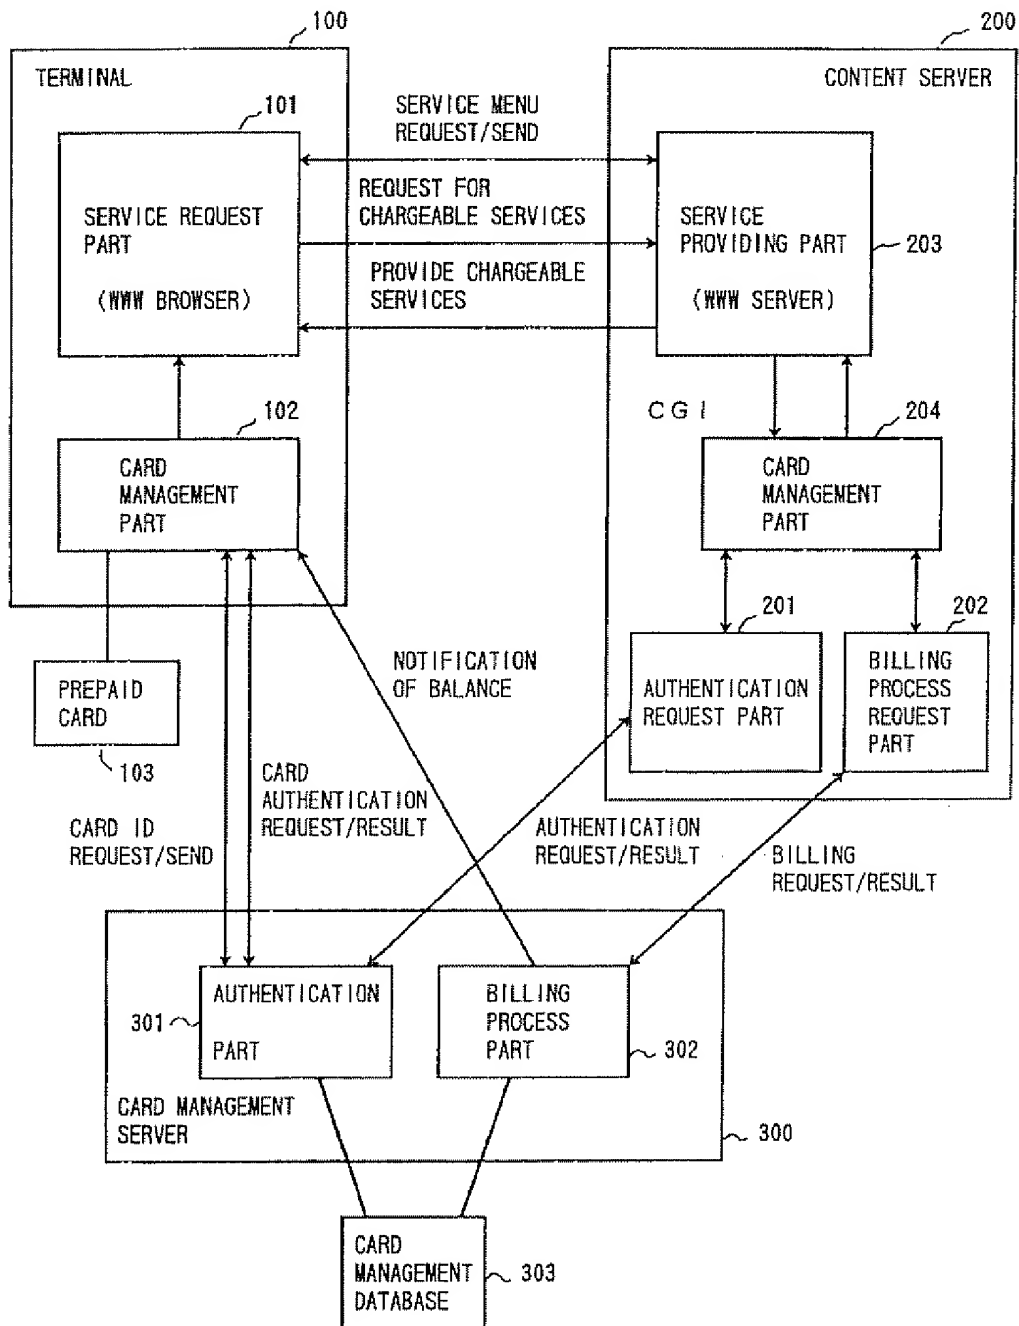 100
200
TERMINAL
CONTENT SERVER
101
SERVICE MENU
REQUEST/SEND
SERVICE REQUEST
PART
(WWW BROWSER)
REQUEST FOR
CHARGEABLE SERVICES
PROVIDE CHARGEABLE
SERVICES
SERVICE
PROVIDING PART
(WWW SERVER)
203
CGI
102
204
CARD
MANAGEMENT
PART
CARD
MANAGEMENT
PART
201
202
PREPAID
CARD
103
NOTIFICATION
OF BALANCE
AUTHENTICATION
REQUEST PART
BILLING
PROCESS
REQUEST
PART
CARD ID
REQUEST/SEND
CARD
AUTHENTICATION
REQUEST/RESULT
AUTHENTICATION
REQUEST/RESULT
BILLING
REQUEST/RESULT
301
AUTHENTICATION
PART
BILLING
PROCESS
PART
302
CARD MANAGEMENT
SERVER
300
CARD
MANAGEMENT
DATABASE
303